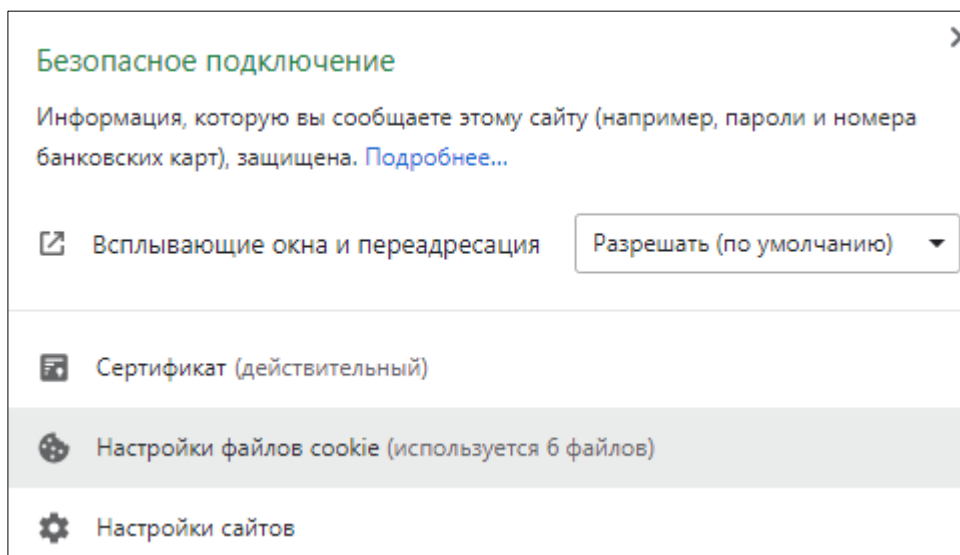 Безопасное подключение
Информация, которую вы сообщаете этому сайту (например, пароли и номера
банковских карт), защищена. Подробнее...
Всплывающие окна и переадресация Разрешать (по умолчанию)
Сертификат (действительный)
Настройки файлов cookie (используется 6 файлов)
Настройки сайтов